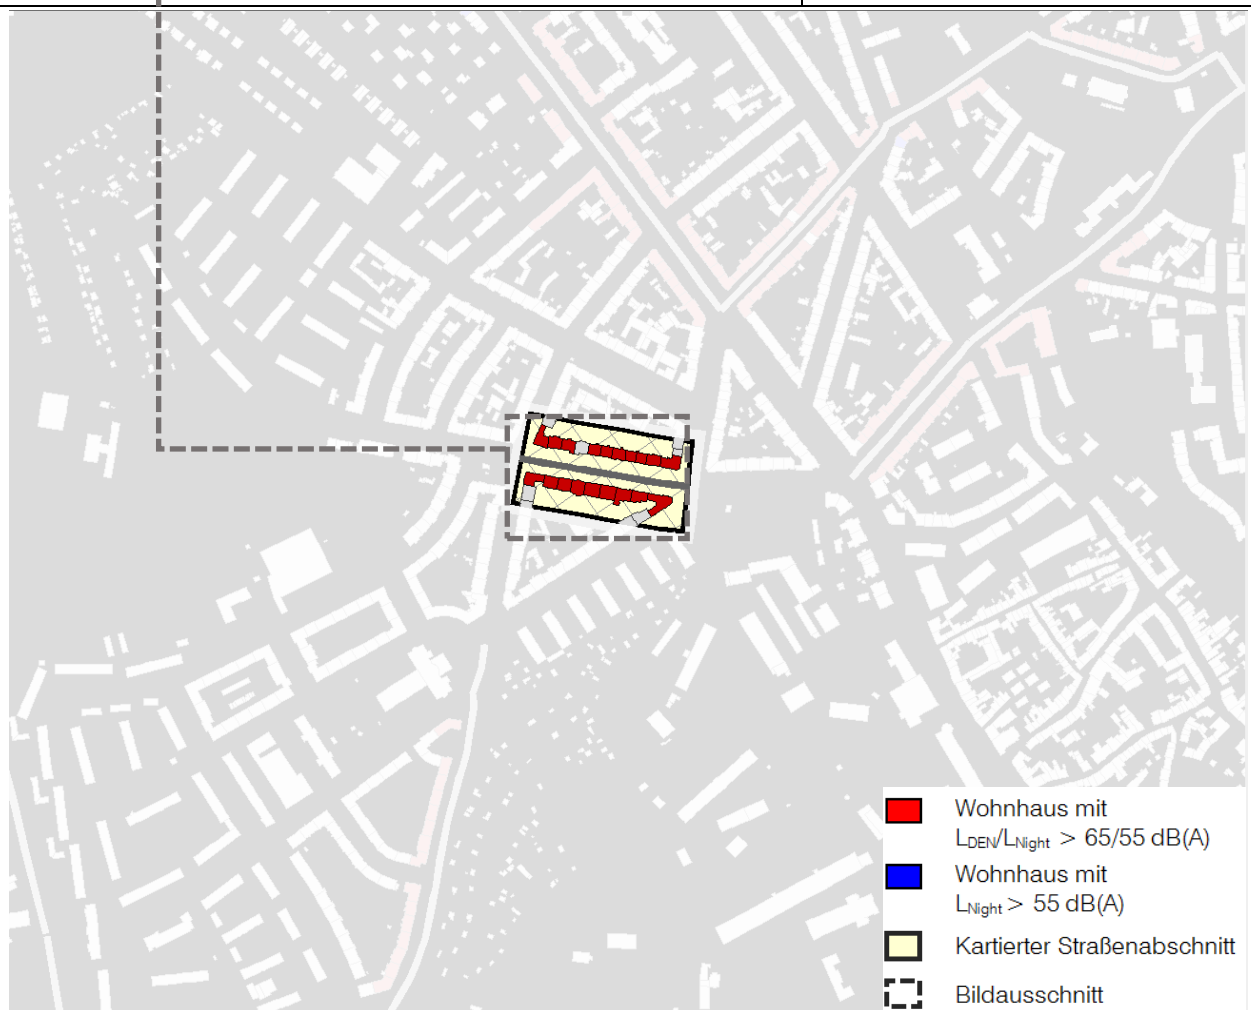 Wohnhaus mit
LDEN/LNight > 65/55 dB(A)
Wohnhaus mit
LNight > 55 dB(A)
Kartierter Straßenabschnitt
Bildausschnitt